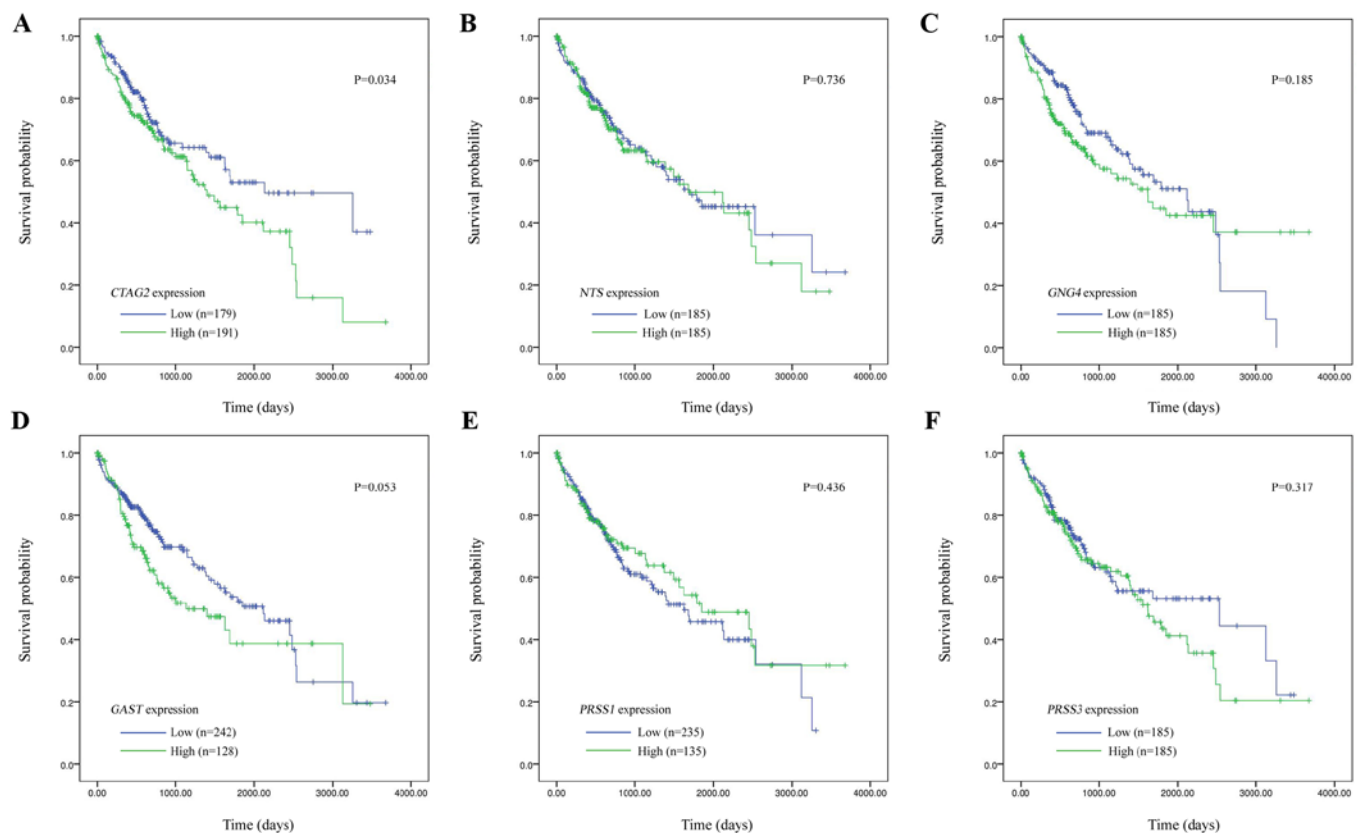 A
P=0.034
Survival probability
1.0
0.8
0.6
0.4
0.2
0.0
CTAG2 expression
Low (n=179)
High (n=191)
0.00 1000.00 2000.00 3000.00 4000.00
Time (days)
B
P=0.736
Survival probability
1.0
0.8
0.6
0.4
0.2
0.0
NTS expression
Low (n=185)
High (n=185)
0.00 1000.00 2000.00 3000.00 4000.00
Time (days)
C
P=0.185
Survival probability
1.0
0.8
0.6
0.4
0.2
0.0
GNG4 expression
Low (n=185)
High (n=185)
0.00 1000.00 2000.00 3000.00 4000.00
Time (days)
D
P=0.053
Survival probability
1.0
0.8
0.6
0.4
0.2
0.0
GAST expression
Low (n=242)
High (n=128)
0.00 1000.00 2000.00 3000.00 4000.00
Time (days)
E
P=0.436
Survival probability
1.0
0.8
0.6
0.4
0.2
0.0
PRSS1 expression
Low (n=235)
High (n=135)
0.00 1000.00 2000.00 3000.00 4000.00
Time (days)
F
P=0.317
Survival probability
1.0
0.8
0.6
0.4
0.2
0.0
PRSS3 expression
Low (n=185)
High (n=185)
0.00 1000.00 2000.00 3000.00 4000.00
Time (days)